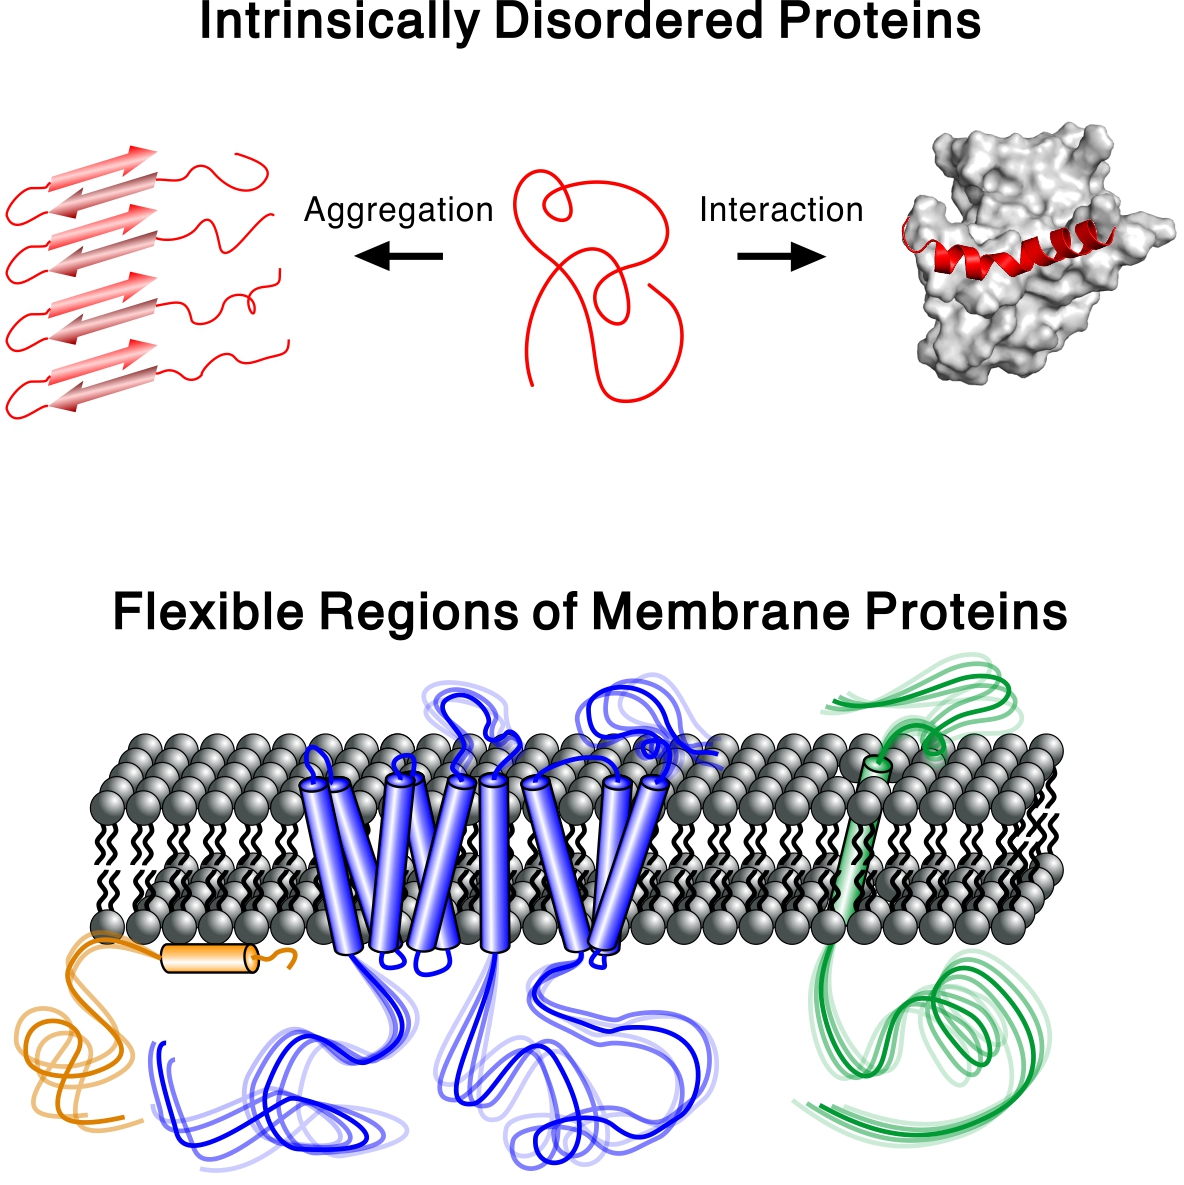 Intrinsically Disordered Proteins
Aggregation
Interaction
Flexible Regions of Membrane Proteins